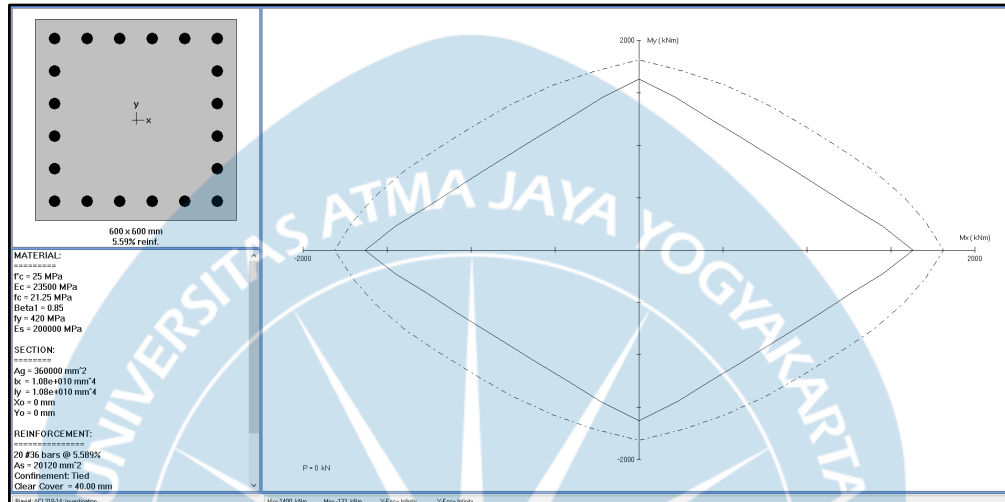 y
x
600 x 600 mm
5.59% reinf.
MATERIAL:
=========
f'c = 25 MPa
Ec = 23500 MPa
fc = 21.25 MPa
Beta1 = 0.85
fy = 420 MPa
Es = 200000 MPa
SECTION:
========
Ag = 360000 mm^2
Ix = 1.08e+010 mm^4
Iy = 1.08e+010 mm^4
Xo = 0 mm
Yo = 0 mm
REINFORCEMENT:
==============
20 #36 bars @ 5.589%
As = 20120 mm^2
Confinement: Tied
Clear Cover = 40.00 mm
2000 My (kNm)
Mx (kNm)
-2000
2000
-2000
P = 0 kN
UNIVERSITAS ATMA JAYA YOGYAKARTA